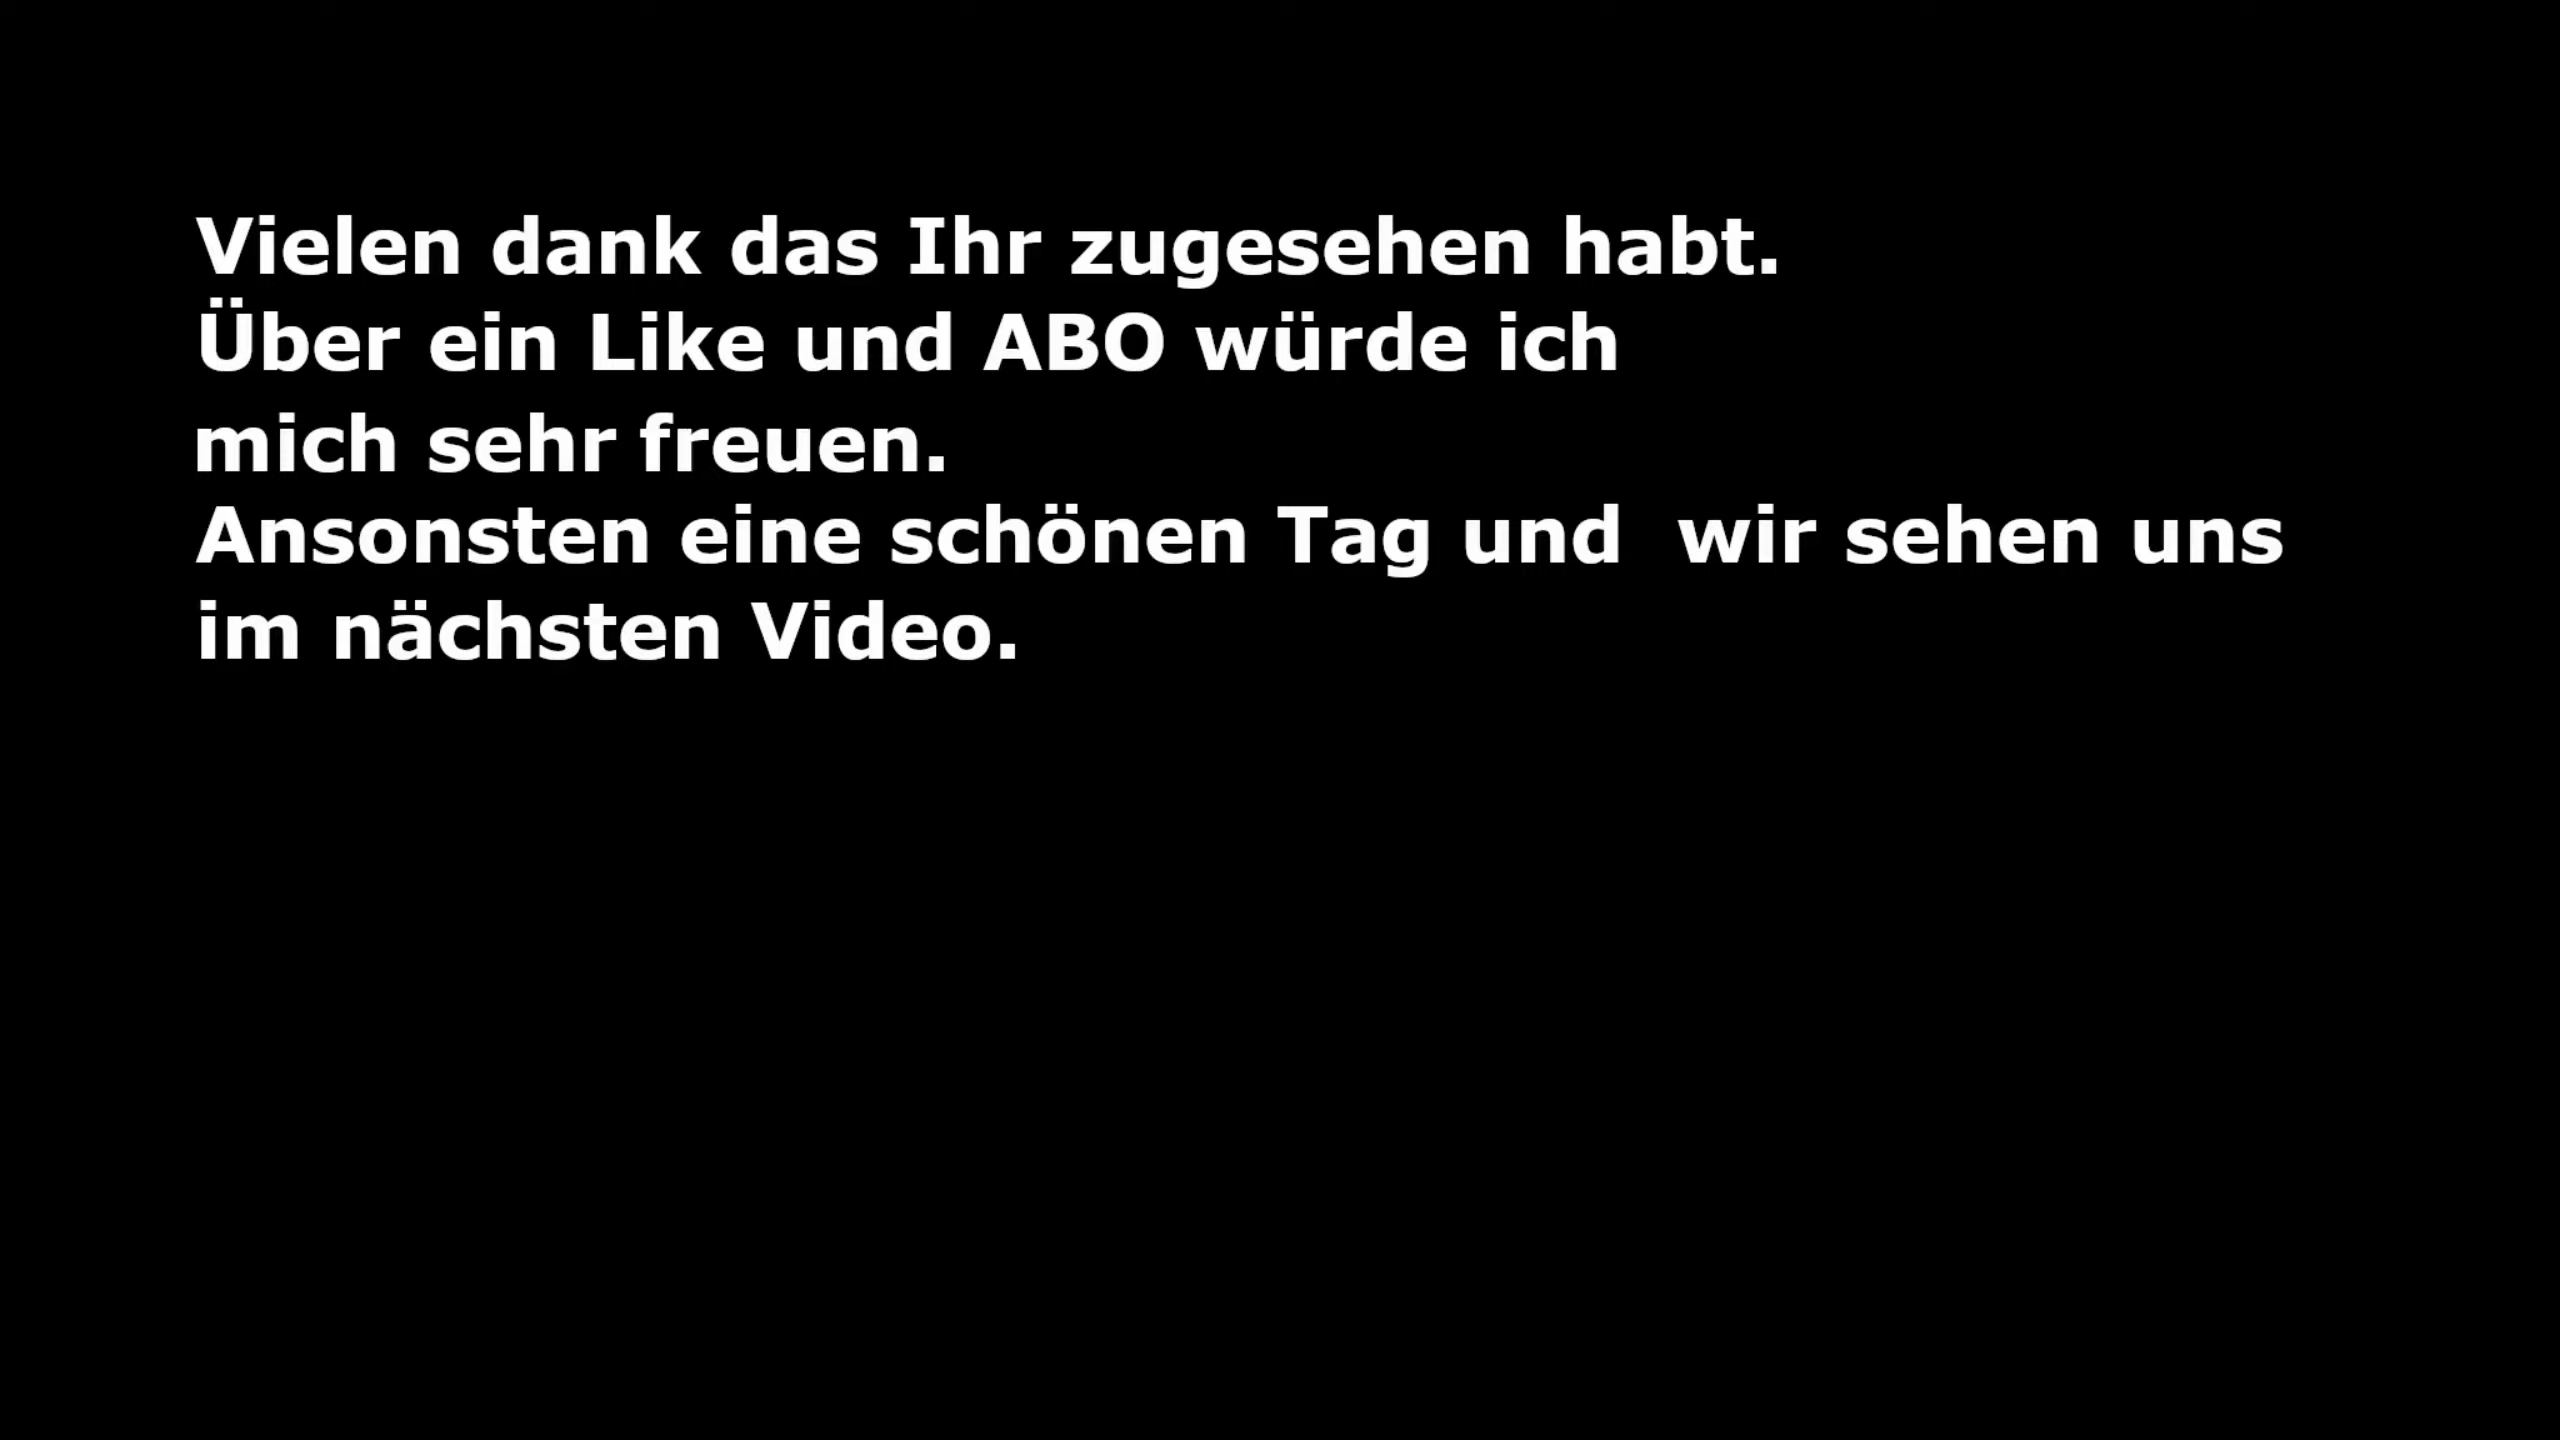 Vielen dank das Ihr zugesehen habt.
Über ein Like und ABO würde ich
mich sehr freuen.
Ansonsten eine schönen Tag und  wir sehen uns
im nächsten Video.